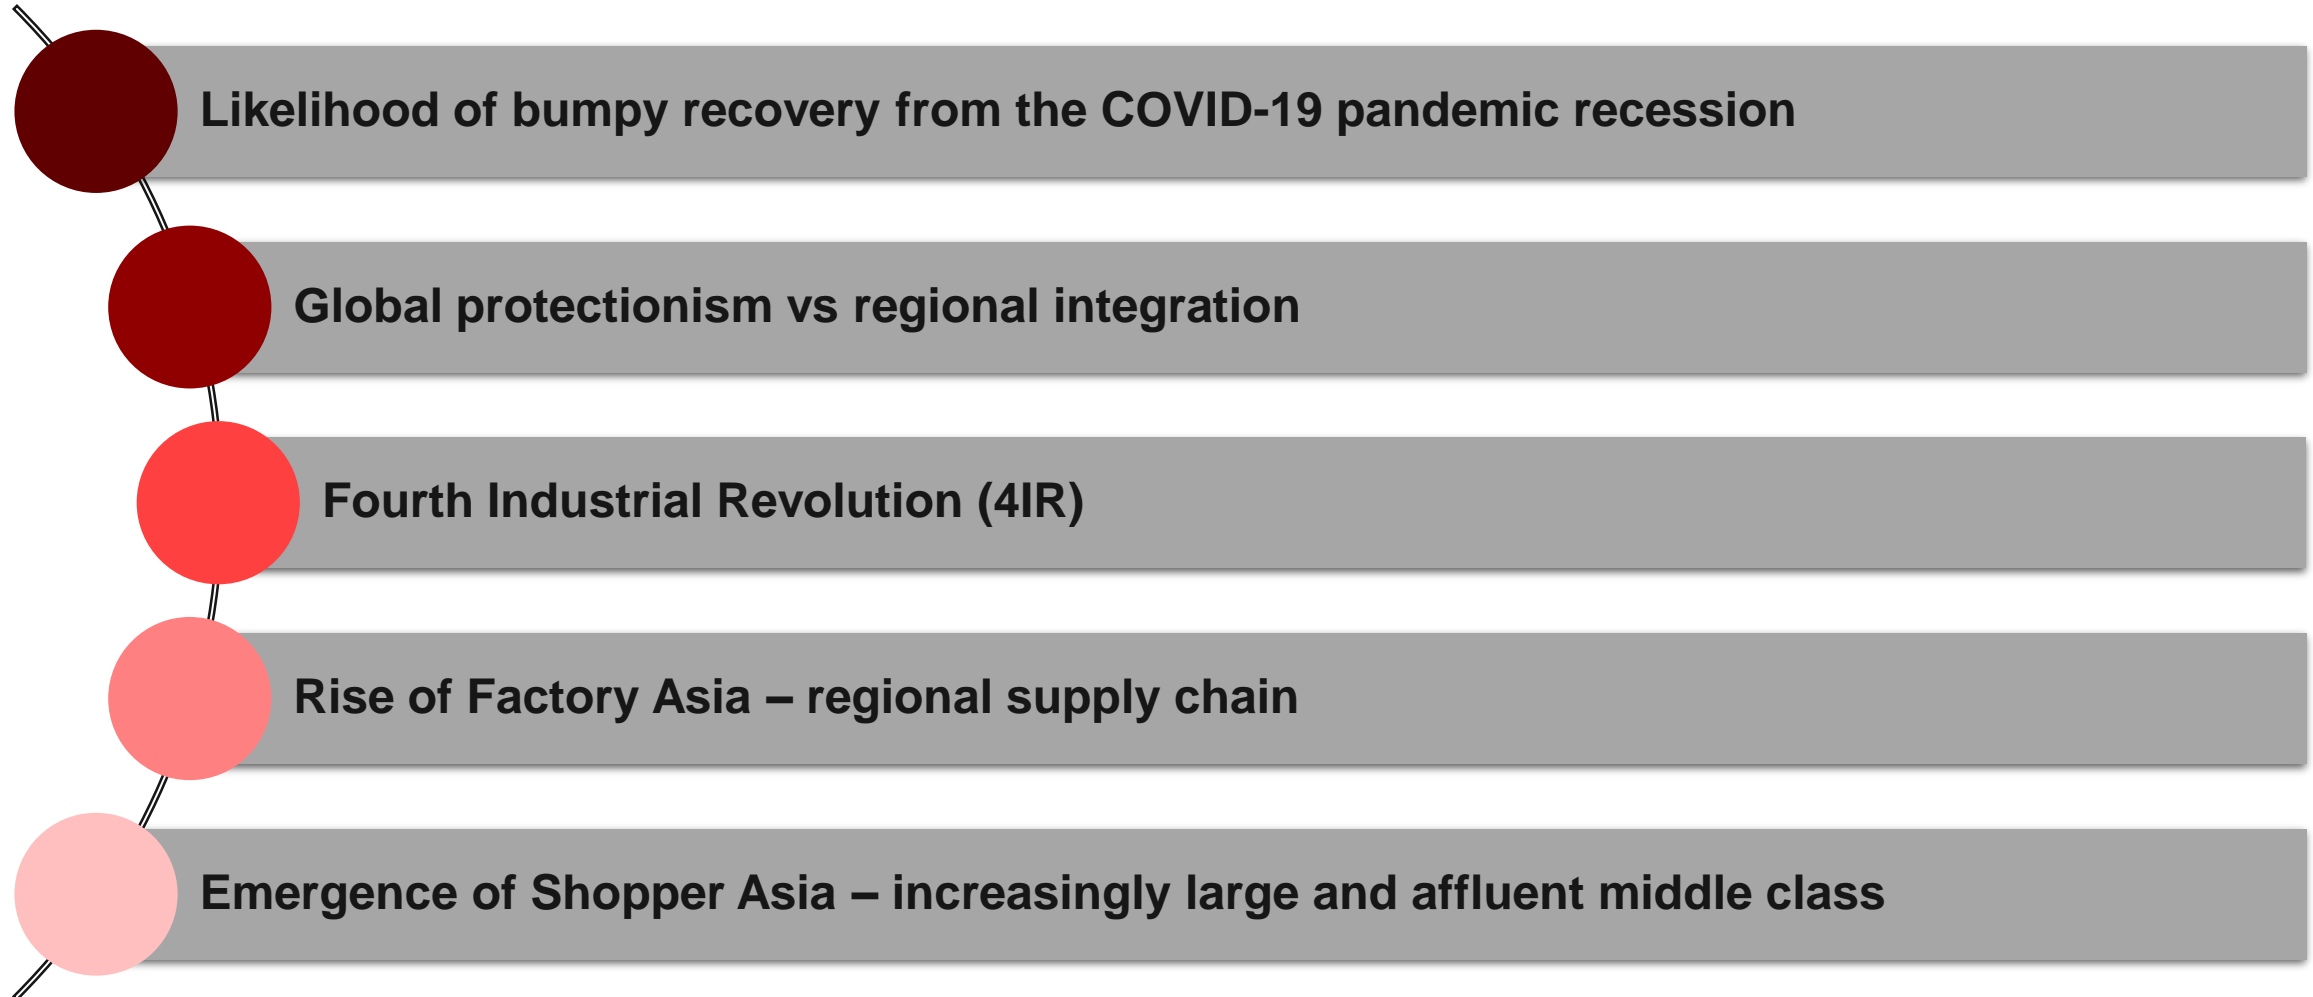 Likelihood of bumpy recovery from the COVID-19 pandemic recession
Global protectionism vs regional integration
Fourth Industrial Revolution (4IR)
Rise of Factory Asia – regional supply chain
Emergence of Shopper Asia – increasingly large and affluent middle class